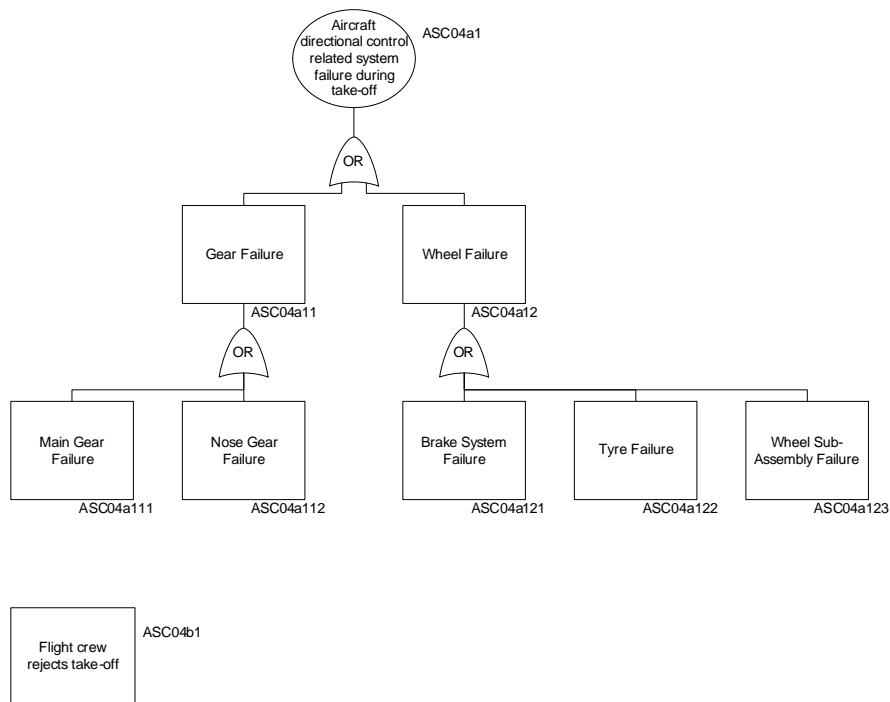 Aircraft
directional control
related system
failure during
take-off
ASC04a1
OR
Gear Failure
Wheel Failure
ASC04a11
ASC04a12
OR
OR
Main Gear
Failure
Nose Gear
Failure
Brake System
Failure
Tyre Failure
Wheel Sub-
Assembly Failure
ASC04a111
ASC04a112
ASC04a121
ASC04a122
ASC04a123
Flight crew
rejects take-off
ASC04b1